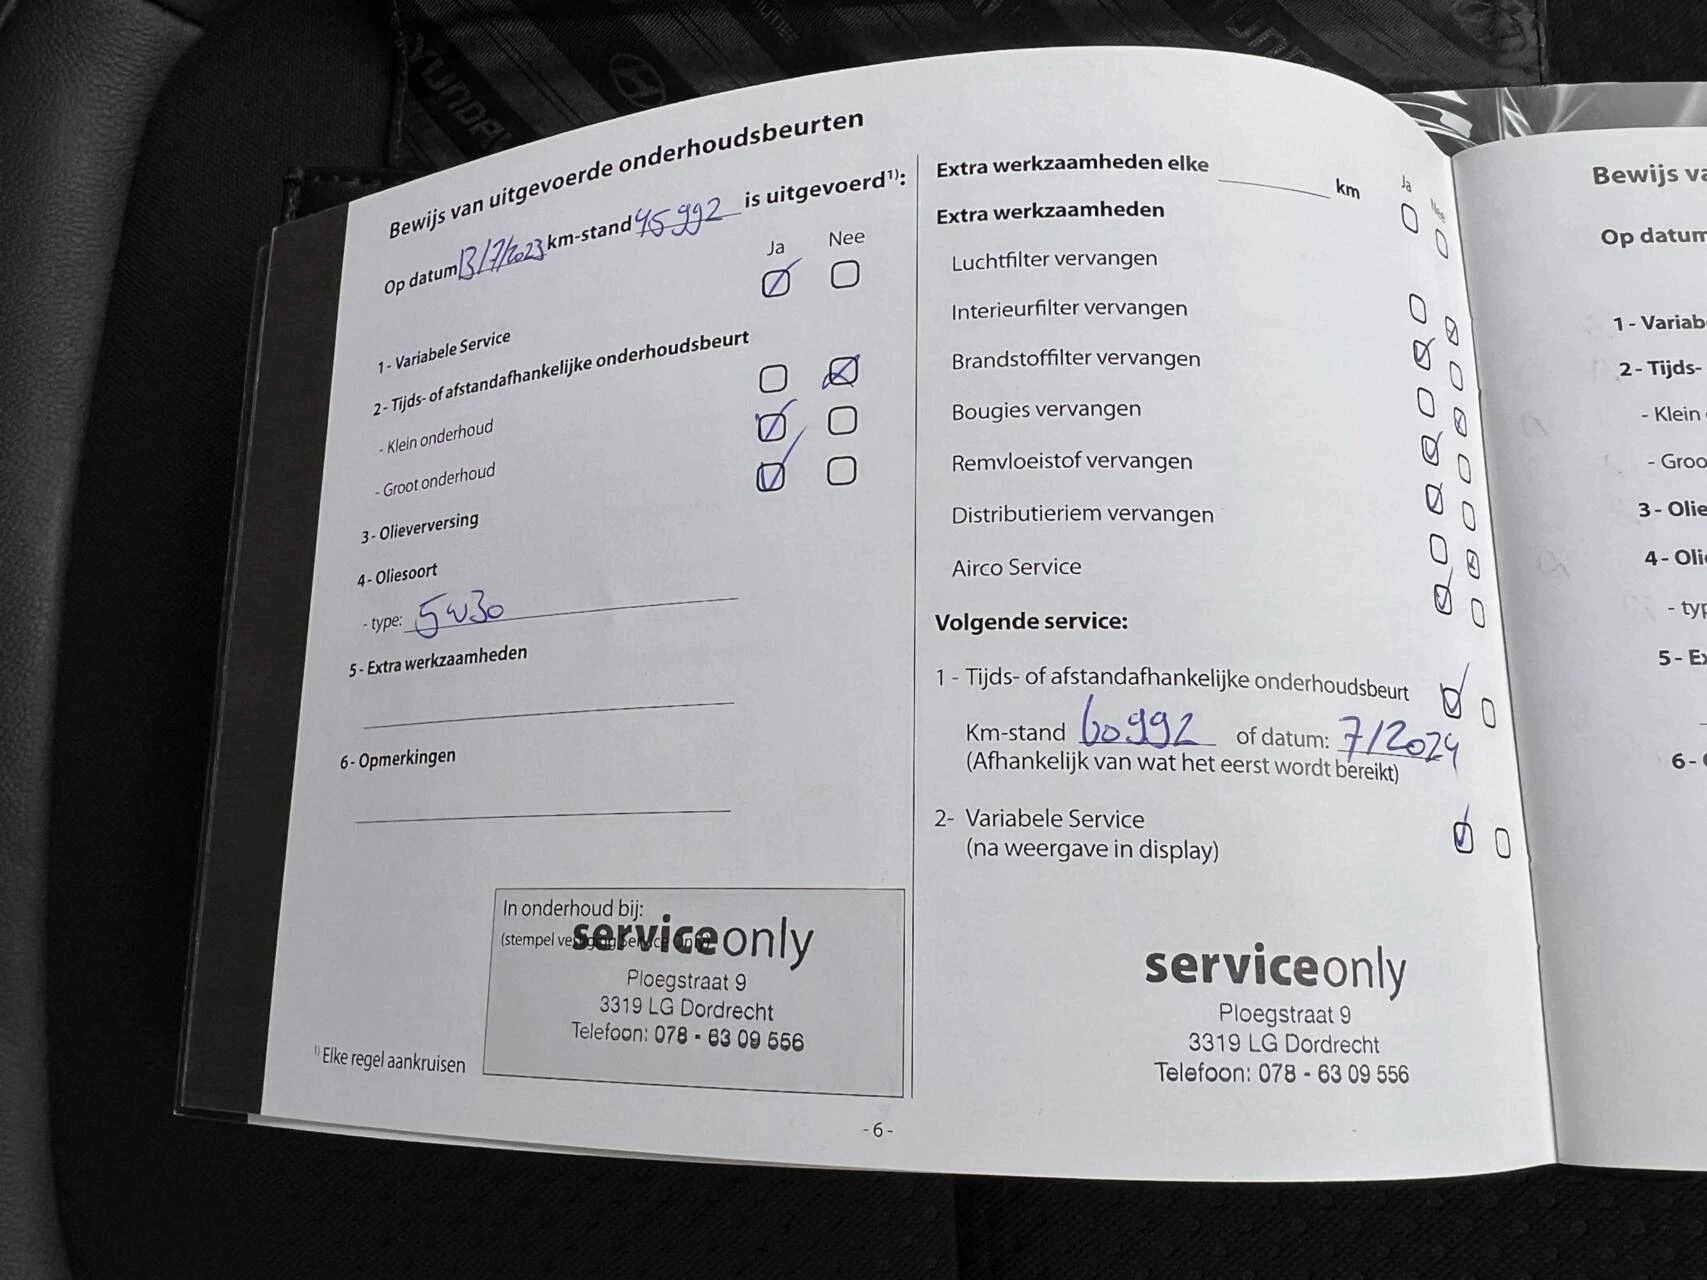 HYUNDAI
Bewijs van uitgevoerde onderhoudsbeurten
Op datum 13/7/2023 km-stand 45992 is uitgevoerd¹⁾:
Ja Nee
1 - Variabele Service
2 - Tijds- of afstandafhankelijke onderhoudsbeurt
- Klein onderhoud
- Groot onderhoud
3 - Olieverversing
4 - Oliesoort
- type: 5w30
5 - Extra werkzaamheden
6 - Opmerkingen
In onderhoud bij:
(stempel vestiging Service Only)
serviceonly
Ploegstraat 9
3319 LG Dordrecht
Telefoon: 078 - 63 09 556
¹⁾ Elke regel aankruisen
- 6 -
Extra werkzaamheden elke ________ km
Ja Nee
Extra werkzaamheden
Luchtfilter vervangen
Interieurfilter vervangen
Brandstoffilter vervangen
Bougies vervangen
Remvloeistof vervangen
Distributieriem vervangen
Airco Service
Volgende service:
1 - Tijds- of afstandafhankelijke onderhoudsbeurt
Km-stand 60992 of datum: 7/2024
(Afhankelijk van wat het eerst wordt bereikt)
2- Variabele Service
(na weergave in display)
serviceonly
Ploegstraat 9
3319 LG Dordrecht
Telefoon: 078 - 63 09 556
Bewijs va
Op datum
1 - Variab
2 - Tijds-
- Klein
- Groo
3 - Olie
4 - Oli
- typ
5 - Ex
6 -